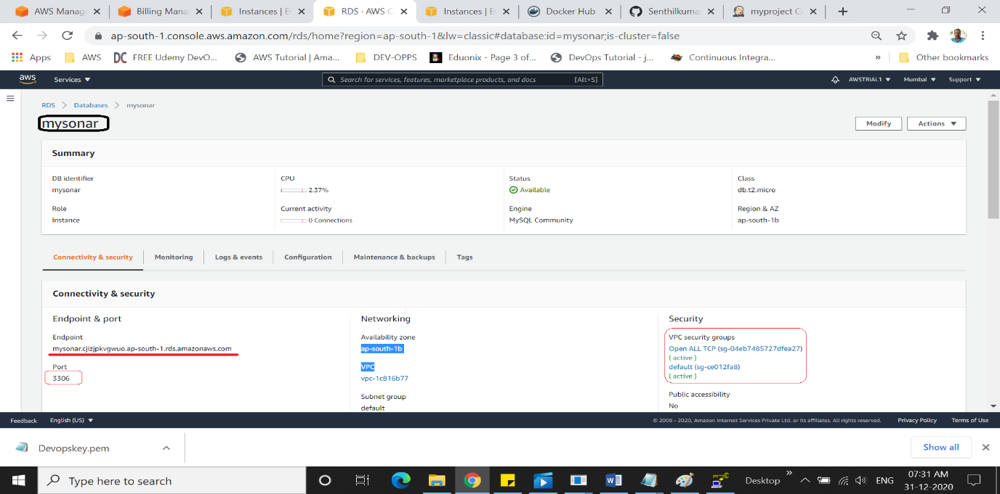 AWS Manag
Billing Mana
Instances | E
RDS · AWS C
Instances | E
Docker Hub
Senthilkuma
myproject C
ap-south-1.console.aws.amazon.com/rds/home?region=ap-south-1&lw=classic#database:id=mysonar;is-cluster=false
Apps
AWS
DC
FREE Udemy DevO...
AWS Tutorial | Ama...
DEV-OPPS
Eduonix - Page 3 of...
DevOps Tutorial - j...
Continuous Integra...
»
Other bookmarks
aws
Services
Search for services, features, marketplace products, and docs
[Alt+S]
AWSTRIAL1
Mumbai
Support
RDS
Databases
mysonar
mysonar
Modify
Actions
Summary
DB identifier
mysonar
CPU
2.37%
Status
Available
Class
db.t2.micro
Role
Instance
Current activity
0 Connections
Engine
MySQL Community
Region & AZ
ap-south-1b
Connectivity & security
Monitoring
Logs & events
Configuration
Maintenance & backups
Tags
Connectivity & security
Endpoint & port
Endpoint
mysonar.cjizjpkvgwuo.ap-south-1.rds.amazonaws.com
Port
3306
Networking
Availability zone
ap-south-1b
VPC
vpc-1c816b77
Subnet group
default
Security
VPC security groups
Open ALL TCP (sg-04eb7485727dfea27)
( active )
default (sg-ce012fa8)
( active )
Public accessibility
No
Feedback
English (US)
© 2008 - 2020, Amazon Internet Services Private Ltd. or its affiliates. All rights reserved.
Privacy Policy
Terms of Use
Devopskey.pem
Show all
Type here to search
Desktop
»
ENG
07:31 AM
31-12-2020